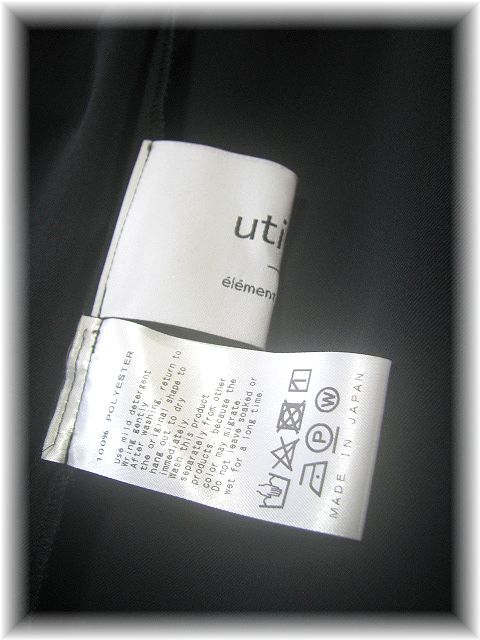 uti
élémen
100% POLYESTER
Use mild detergent
Wring gently
After washing, return to
the original shape to
hang out to dry
immediate.
Wash this product
separately from other
products, because the
color may migrate.
Do not leave soaked or
wet for a long time.
P W
MADE IN JAPAN